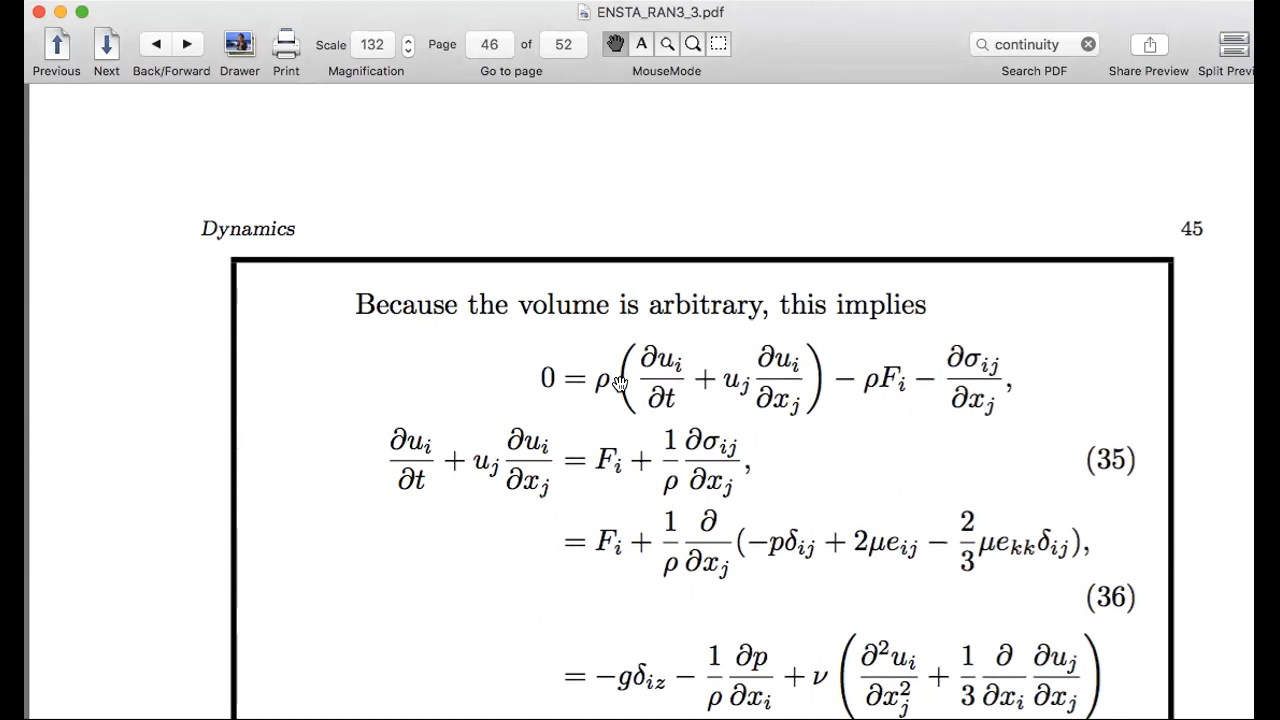 ENSTA_RAN3_3.pdf
Scale 132 Page 46 of 52 A continuity
Previous Next Back/Forward Drawer Print Magnification Go to page MouseMode Search PDF Share Preview Split Previ
Dynamics 45
Because the volume is arbitrary, this implies
0 = ρ(∂u_i/∂t + u_j ∂u_i/∂x_j) − ρF_i − ∂σ_ij/∂x_j,
∂u_i/∂t + u_j ∂u_i/∂x_j = F_i + 1/ρ ∂σ_ij/∂x_j, (35)
= F_i + 1/ρ ∂/∂x_j (−pδ_ij + 2μe_ij − 2/3 μe_kk δ_ij),
(36)
= −gδ_iz − 1/ρ ∂p/∂x_i + ν(∂²u_i/∂x_j² + 1/3 ∂/∂x_i ∂u_j/∂x_j)